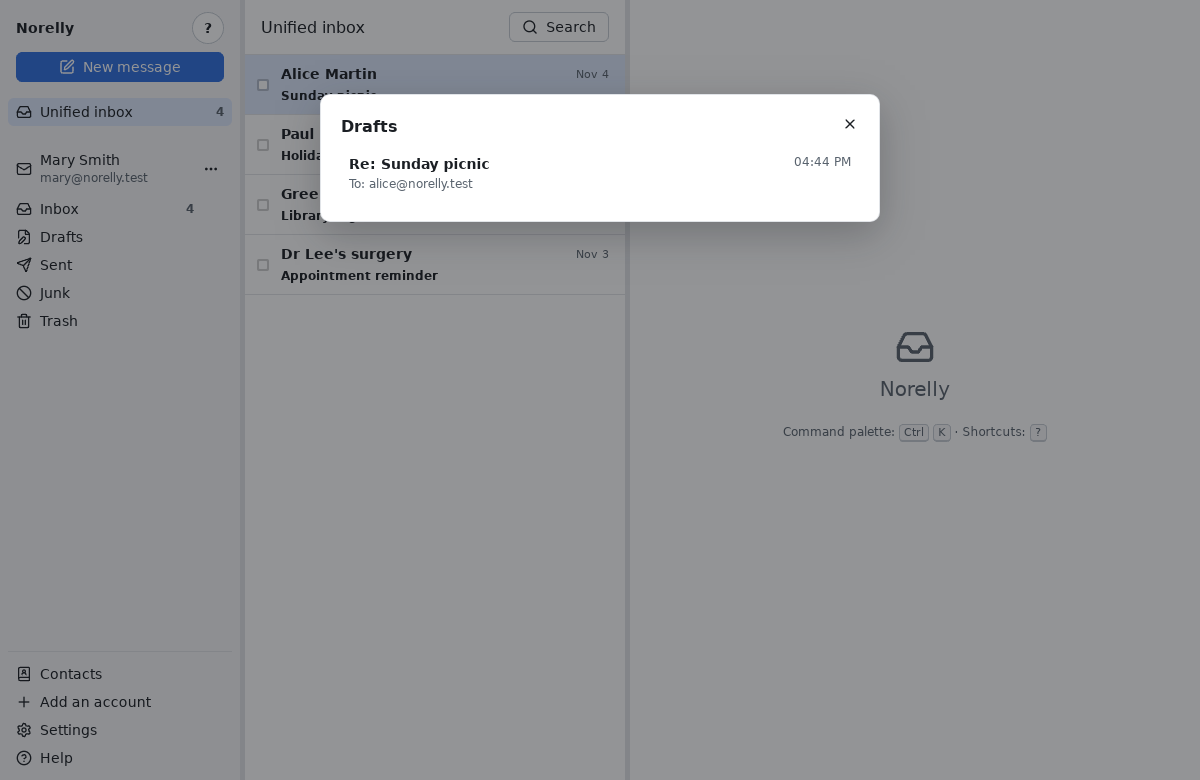 Norelly
?
New message
Unified inbox
4
Mary Smith
mary@norelly.test
Inbox
4
Drafts
Sent
Junk
Trash
Contacts
Add an account
Settings
Help
Unified inbox
Search
Alice Martin
Nov 4
Sunday picnic
Paul
Dr Lee's surgery
Nov 3
Appointment reminder
Drafts
Re: Sunday picnic
04:44 PM
To: alice@norelly.test
Norelly
Command palette: Ctrl K · Shortcuts: ?